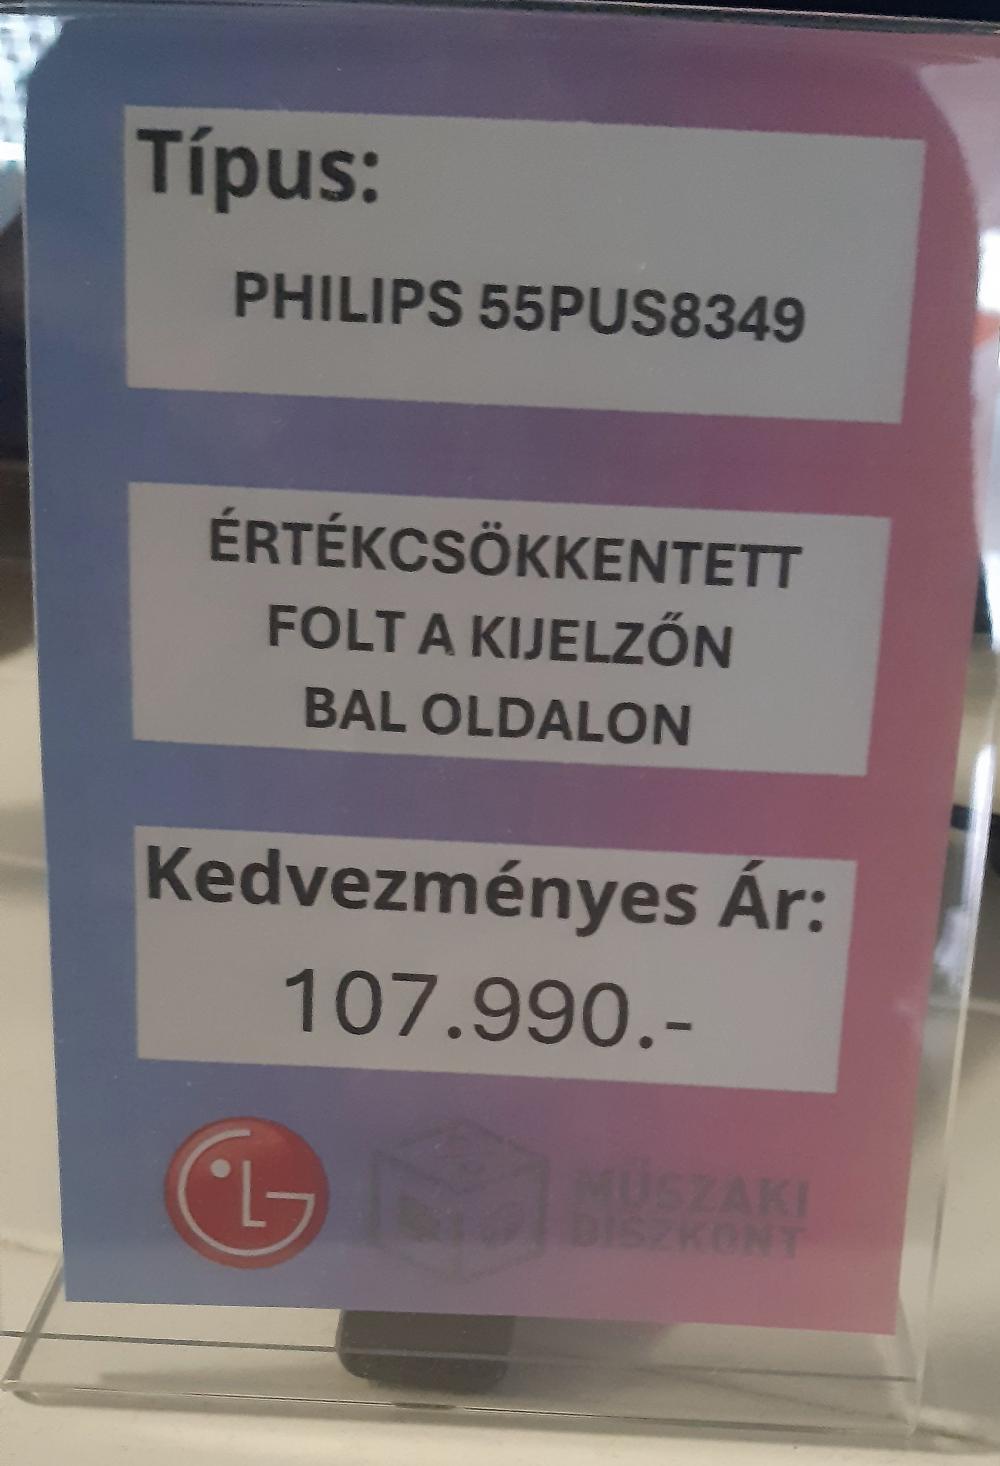 Típus:
PHILIPS 55PUS8349
ÉRTÉKCSÖKKENTETT
FOLT A KIJELZŐN
BAL OLDALON
Kedvezményes Ár:
107.990.-
LG
MŰSZAKI
DISZKONT